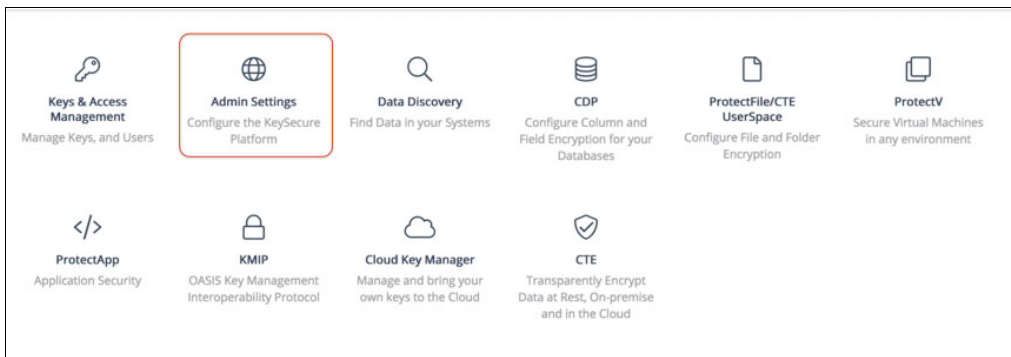 Keys & Access
Management
Manage Keys, and Users
Admin Settings
Configure the KeySecure
Platform
Data Discovery
Find Data in your Systems
CDP
Configure Column and
Field Encryption for your
Databases
ProtectFile/CTE
UserSpace
Configure File and Folder
Encryption
ProtectV
Secure Virtual Machines
in any environment
</>
ProtectApp
Application Security
KMIP
OASIS Key Management
Interoperability Protocol
Cloud Key Manager
Manage and bring your
own keys to the Cloud
CTE
Transparently Encrypt
Data at Rest, On-premise
and in the Cloud